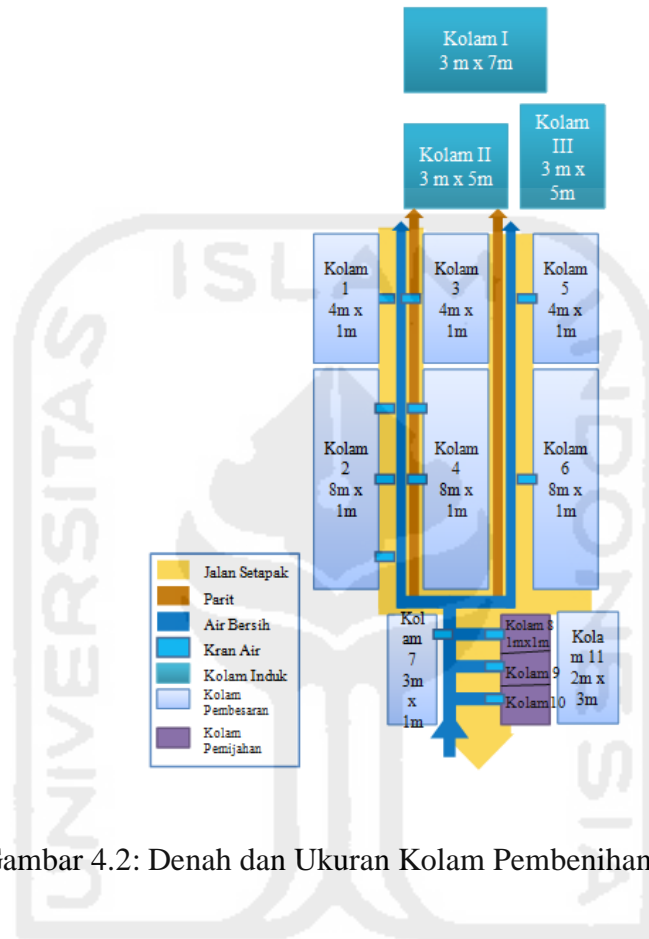 Kolam I
3 m x 7m
Kolam II
3 m x 5m
Kolam
III
3 m x
5m
ISLAM
UNIVERSITAS
INDONESIA
Kolam
1
4m x
1m
Kolam
3
4m x
1m
Kolam
5
4m x
1m
Kolam
2
8m x
1m
Kolam
4
8m x
1m
Kolam
6
8m x
1m
Jalan Setapak
Parit
Air Bersih
Kran Air
Kolam Induk
Kolam
Pembesaran
Kolam
Pemijahan
Kol
am
7
3m
x
1m
Kolam 8
1mx1m
Kolam 9
Kolam10
Kola
m 11
2m x
3m
Gambar 4.2: Denah dan Ukuran Kolam Pembenihan